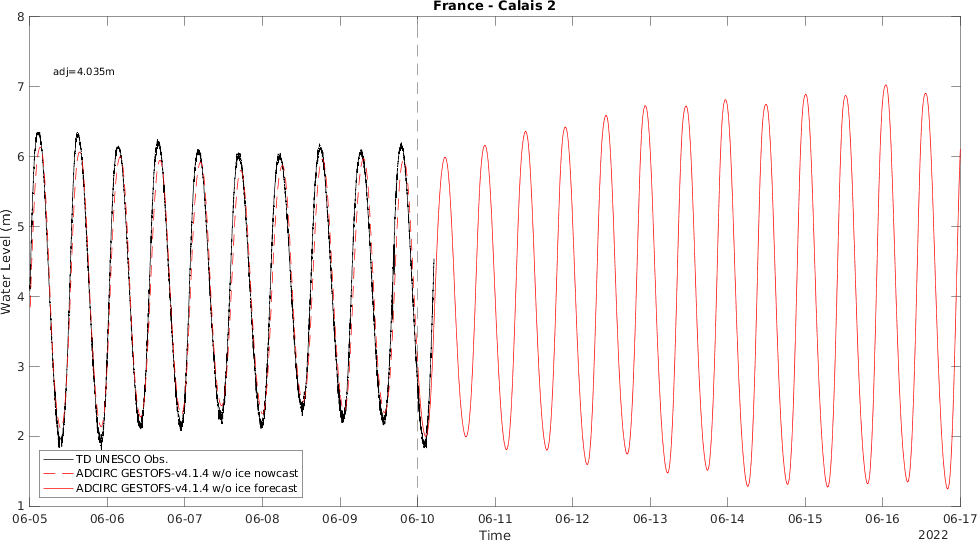 France - Calais 2
adj=4.035m
Water Level (m)
8
7
6
5
4
3
2
1
TD UNESCO Obs.
ADCIRC GESTOFS-v4.1.4 w/o ice nowcast
ADCIRC GESTOFS-v4.1.4 w/o ice forecast
06-05 06-06 06-07 06-08 06-09 06-10 06-11 06-12 06-13 06-14 06-15 06-16 06-17
Time
2022